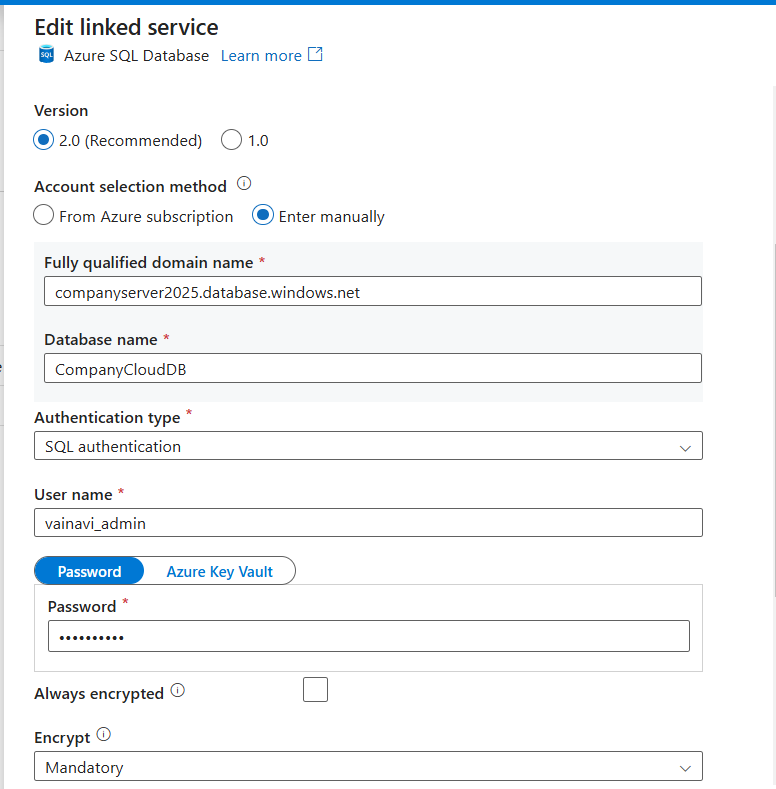 Edit linked service
SQL Azure SQL Database Learn more
Version
2.0 (Recommended) 1.0
Account selection method
From Azure subscription Enter manually
Fully qualified domain name *
companyserver2025.database.windows.net
Database name *
CompanyCloudDB
Authentication type *
SQL authentication
User name *
vainavi_admin
Password Azure Key Vault
Password *
••••••••••
Always encrypted
Encrypt
Mandatory